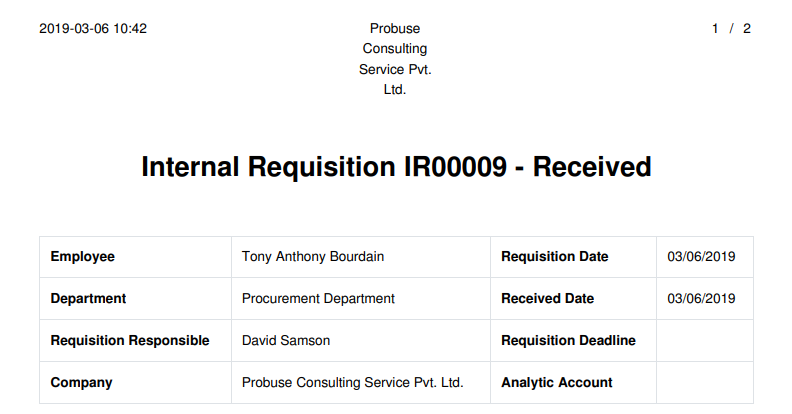 2019-03-06 10:42 Probuse 1 / 2
Consulting
Service Pvt.
Ltd.
Internal Requisition IR00009 - Received
Employee Tony Anthony Bourdain Requisition Date 03/06/2019
Department Procurement Department Received Date 03/06/2019
Requisition Responsible David Samson Requisition Deadline
Company Probuse Consulting Service Pvt. Ltd. Analytic Account